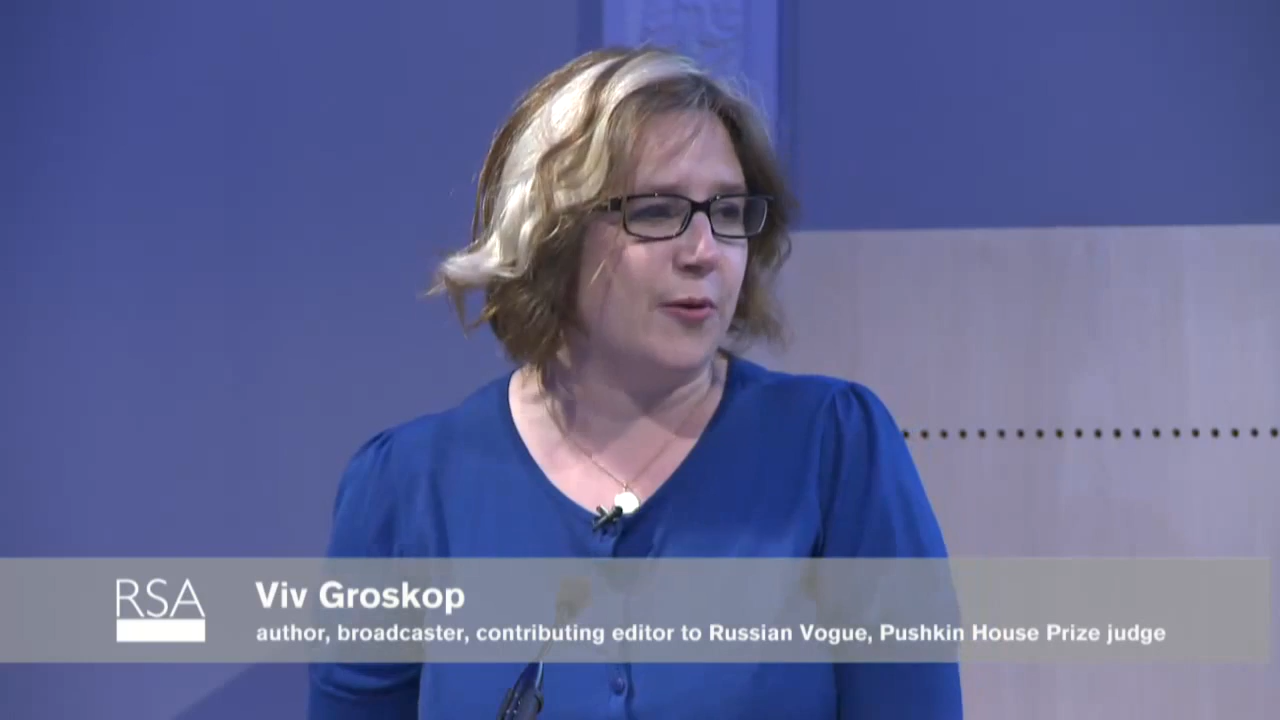 RSA
Viv Groskop
author, broadcaster, contributing editor to Russian Vogue, Pushkin House Prize judge